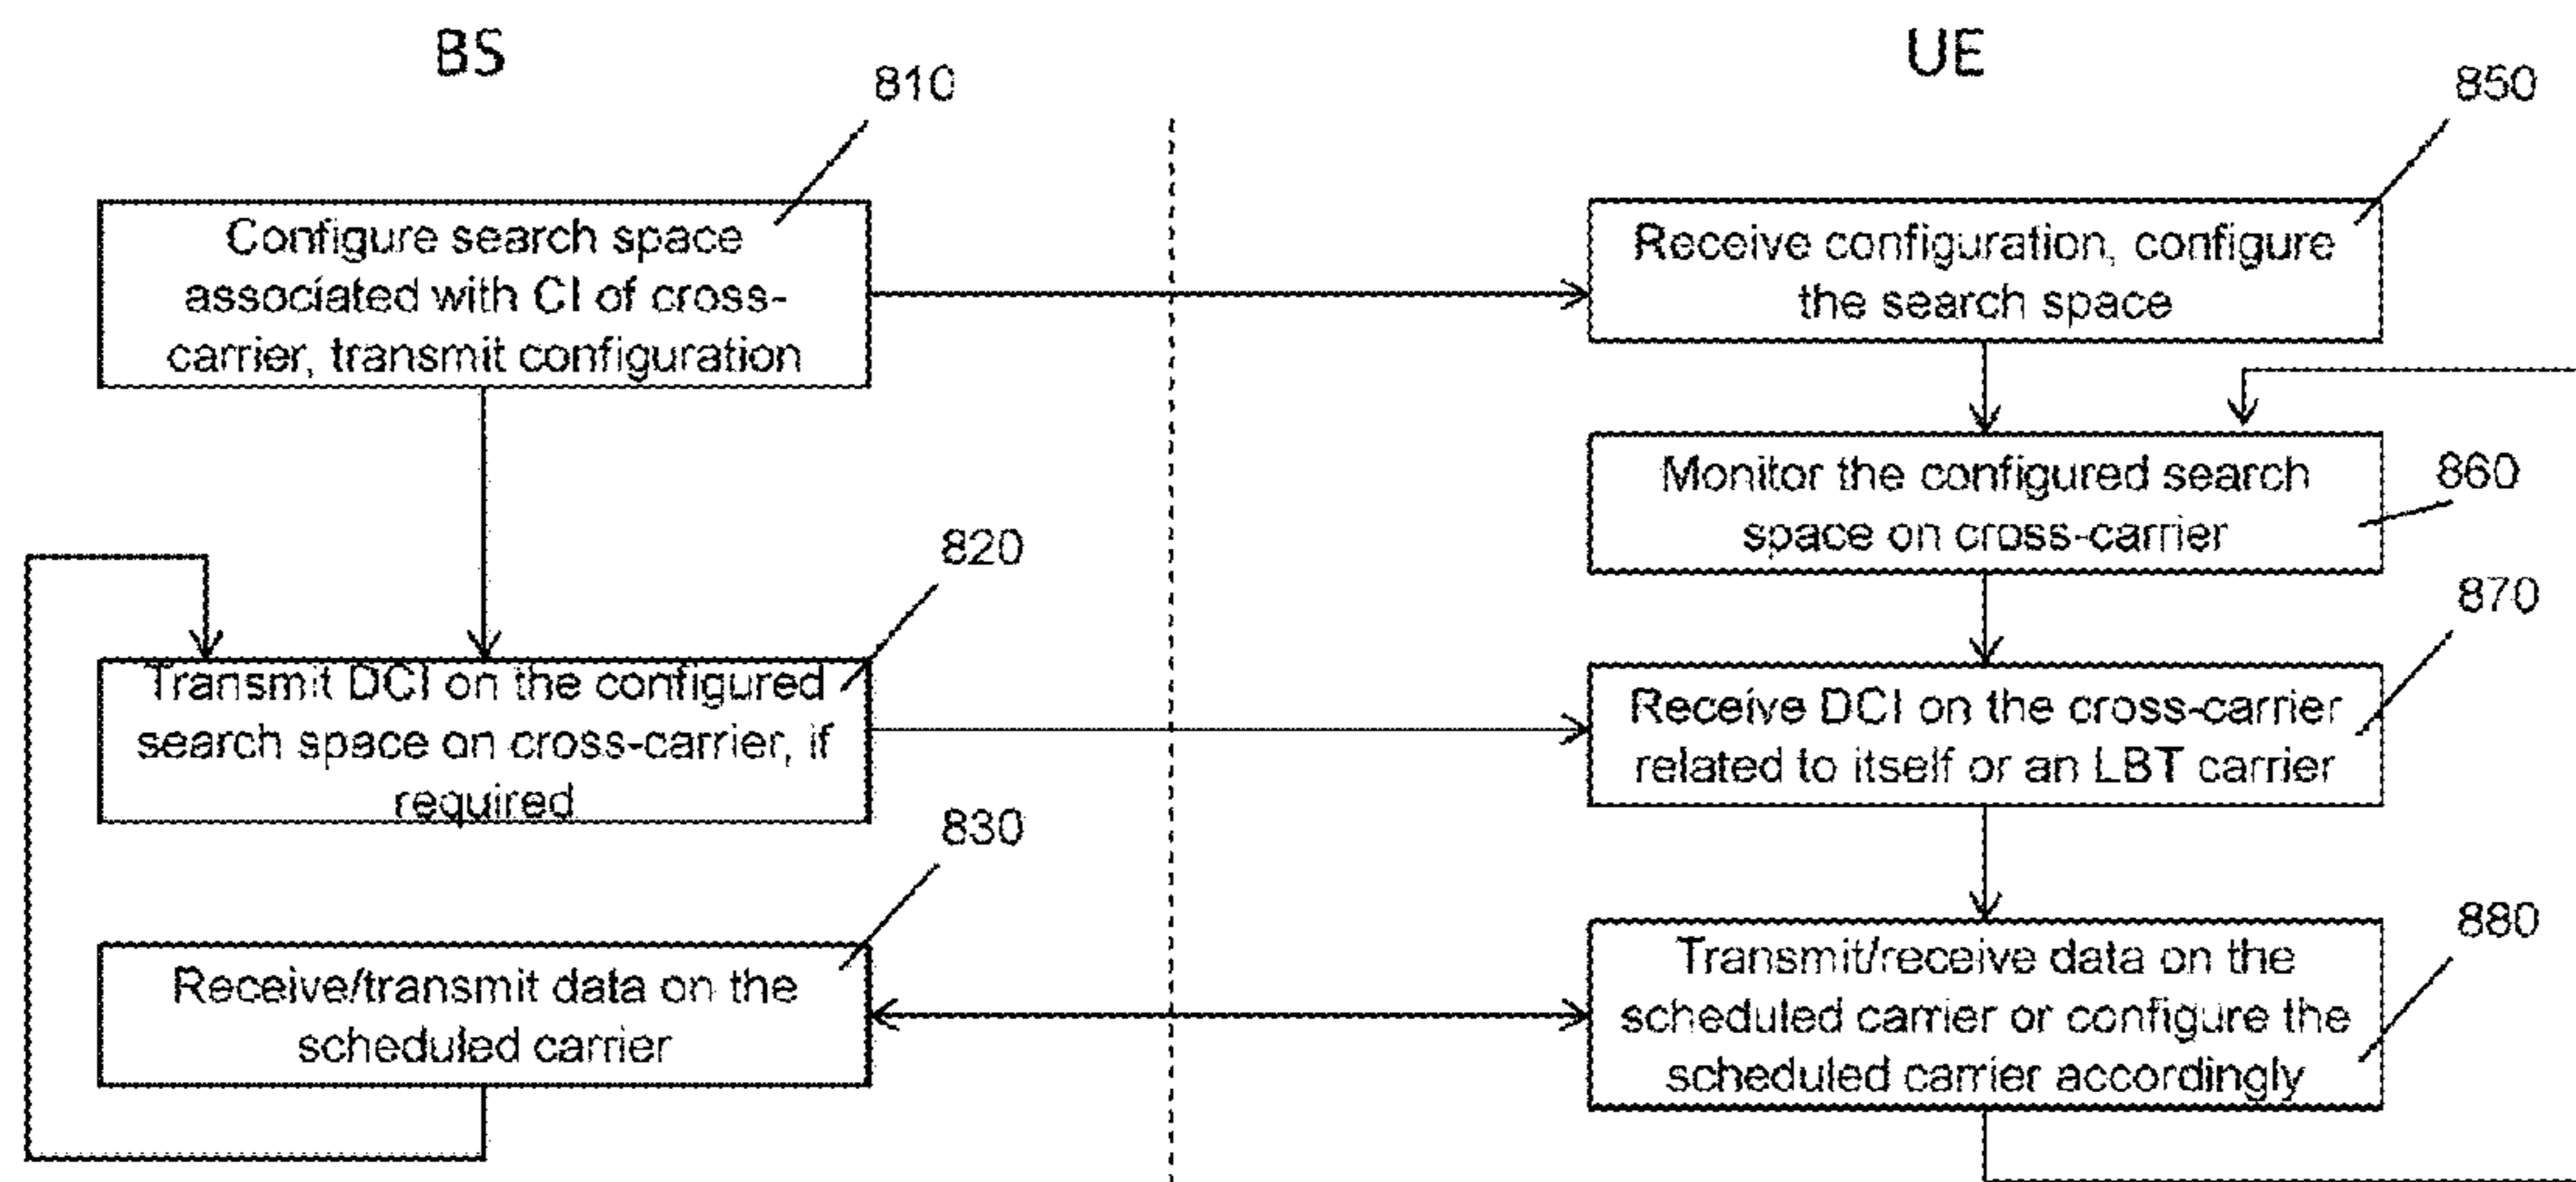 BS
UE
810
850
Configure search space
associated with CI of cross-
carrier, transmit configuration
Receive configuration, configure
the search space
Monitor the configured search
space on cross-carrier
860
820
Transmit DCI on the configured
search space on cross-carrier, if
required
870
Receive DCI on the cross-carrier
related to itself or an LBT carrier
830
Receive/transmit data on the
scheduled carrier
880
Transmit/receive data on the
scheduled carrier or configure the
scheduled carrier accordingly